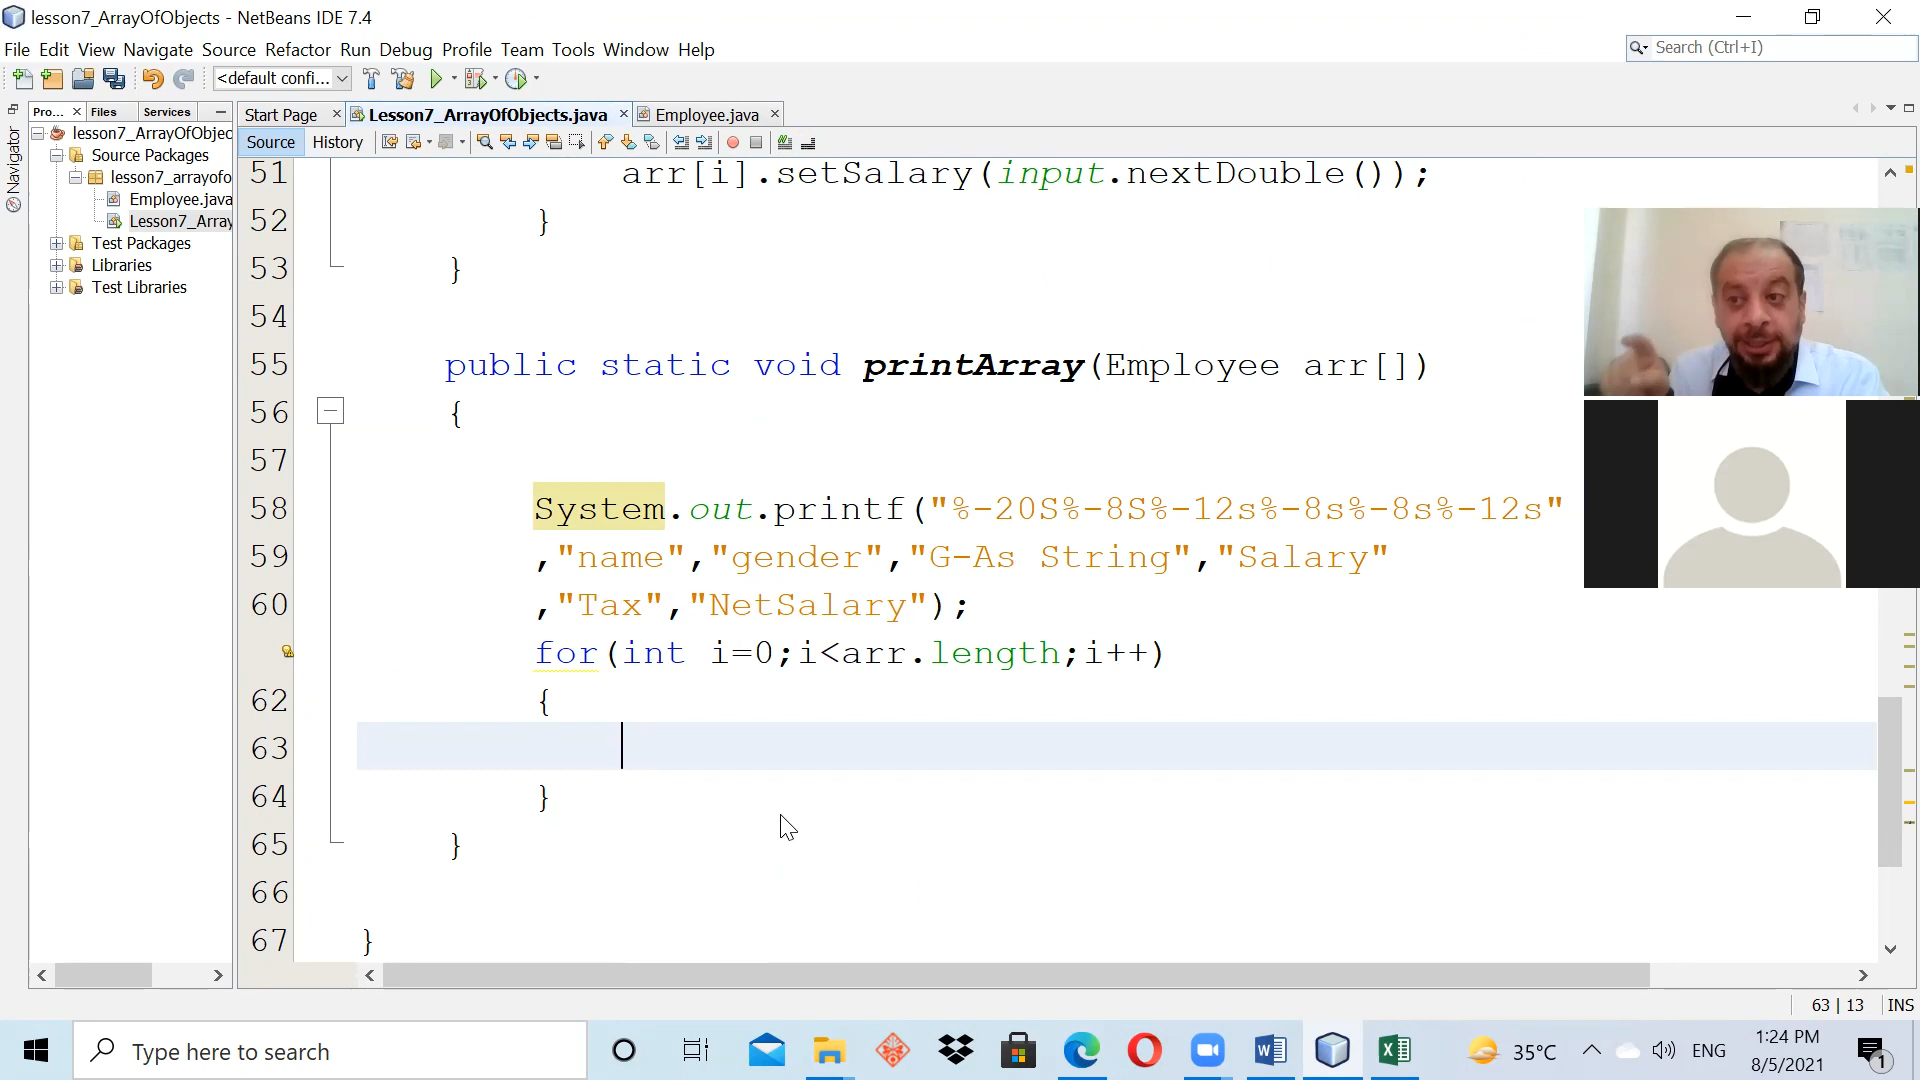 lesson7_ArrayOfObjects - NetBeans IDE 7.4
File Edit View Navigate Source Refactor Run Debug Profile Team Tools Window Help
Search (Ctrl+I)
<default confi...
Pro... Files Services
Start Page Lesson7_ArrayOfObjects.java Employee.java
Source History
Navigator
lesson7_ArrayOfObjec
Source Packages
lesson7_arrayofo
Employee.java
Lesson7_Array
Test Packages
Libraries
Test Libraries
51 arr[i].setSalary(input.nextDouble());
52 }
53 }
54
55 public static void printArray(Employee arr[])
56 {
57
58 System.out.printf("%-20S%-8S%-12s%-8s%-8s%-12s"
59 ,"name","gender","G-As String","Salary"
60 ,"Tax","NetSalary");
for(int i=0;i<arr.length;i++)
62 {
63
64 }
65 }
66
67 }
63 | 13 INS
Type here to search
35°C ENG
1:24 PM
8/5/2021
1